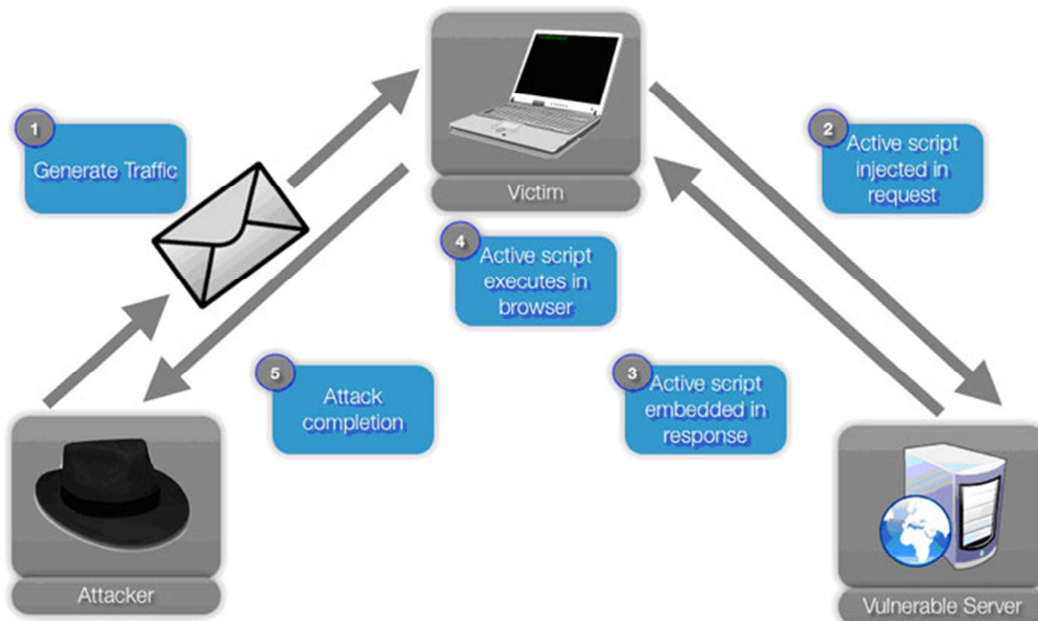 Victim
1
Generate Traffic
2
Active script
injected in
request
4
Active script
executes in
browser
5
Attack
completion
3
Active script
embedded in
response
Attacker
Vulnerable Server